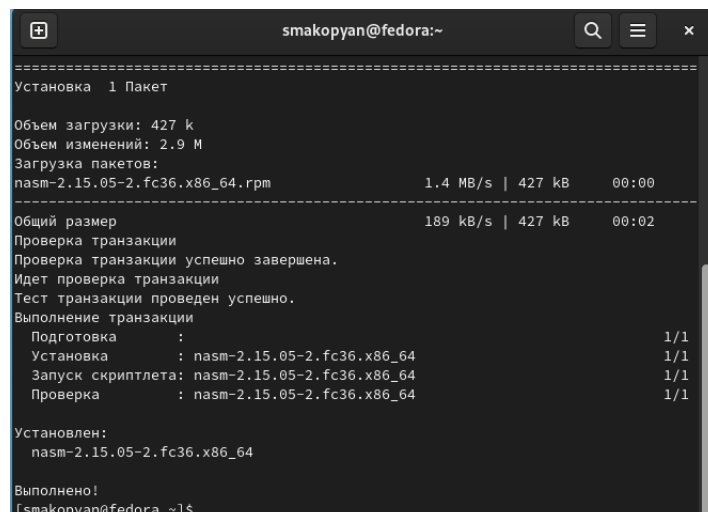 smakopyan@fedora:~
================================================================================
Установка  1 Пакет
Объем загрузки: 427 k
Объем изменений: 2.9 M
Загрузка пакетов:
nasm-2.15.05-2.fc36.x86_64.rpm                  1.4 MB/s | 427 kB     00:00
--------------------------------------------------------------------------------
Общий размер                                    189 kB/s | 427 kB     00:02
Проверка транзакции
Проверка транзакции успешно завершена.
Идет проверка транзакции
Тест транзакции проведен успешно.
Выполнение транзакции
  Подготовка       :                                                        1/1
  Установка        : nasm-2.15.05-2.fc36.x86_64                             1/1
  Запуск скриптлета: nasm-2.15.05-2.fc36.x86_64                             1/1
  Проверка         : nasm-2.15.05-2.fc36.x86_64                             1/1
Установлен:
  nasm-2.15.05-2.fc36.x86_64
Выполнено!
[smakopyan@fedora ~]$